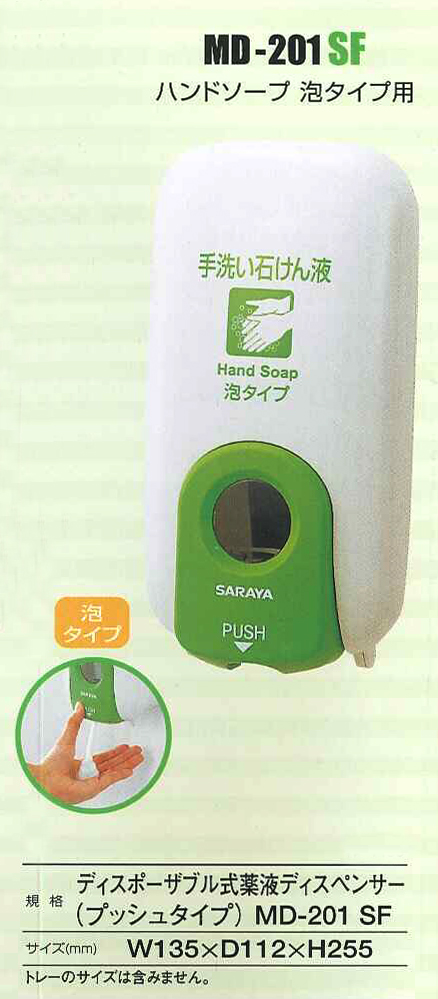 MD-201 SF
ハンドソープ 泡タイプ用
手洗い石けん液
Hand Soap
泡タイプ
SARAYA
PUSH
泡
タイプ
SARAYA
規格 ディスポーザブル式薬液ディスペンサー
(プッシュタイプ) MD-201 SF
サイズ(mm) W135×D112×H255
トレーのサイズは含みません。